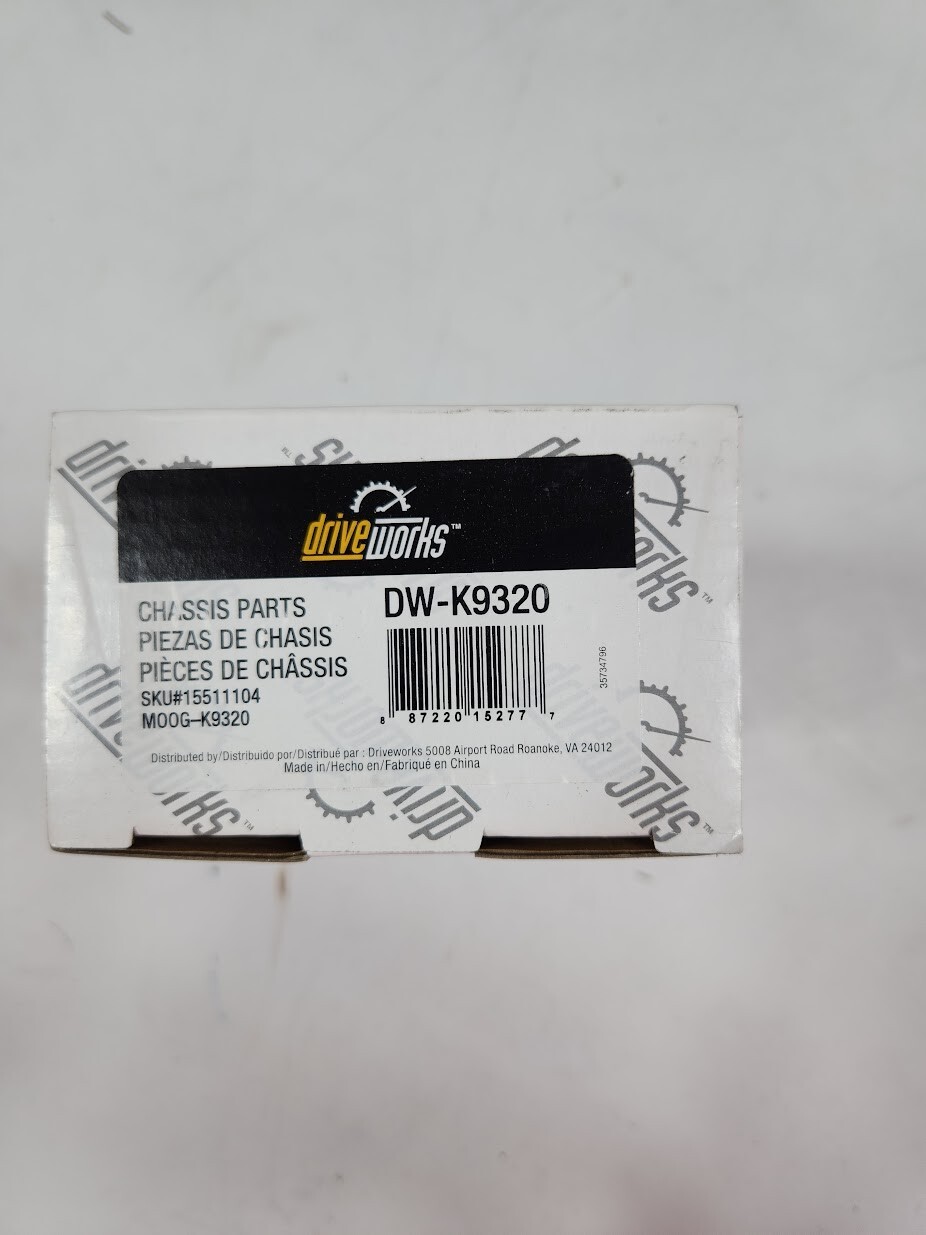 driveworks™
DW-K9320
CHASSIS PARTS
PIEZAS DE CHASIS
PIÈCES DE CHÂSSIS
SKU#15511104
MOOG–K9320
8 87220 15277 7
35734796
Distributed by/Distribuido por/Distribué par : Driveworks 5008 Airport Road Roanoke, VA 24012
Made in/Hecho en/Fabriqué en China